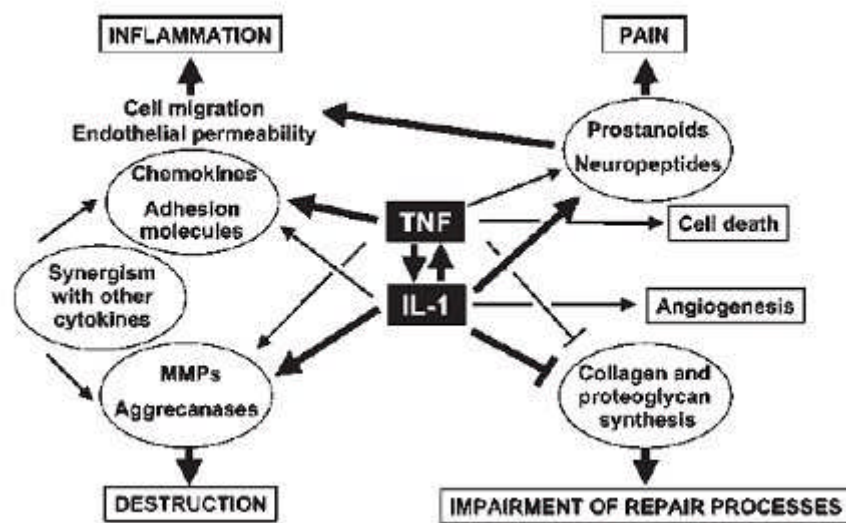 INFLAMMATION
PAIN
Cell migration
Endothelial permeability
Prostanoids
Neuropeptides
Chemokines
Adhesion
molecules
TNF
Cell death
Synergism
with other
cytokines
IL-1
Angiogenesis
MMPs
Aggrecanases
Collagen and
proteoglycan
synthesis
DESTRUCTION
IMPAIRMENT OF REPAIR PROCESSES